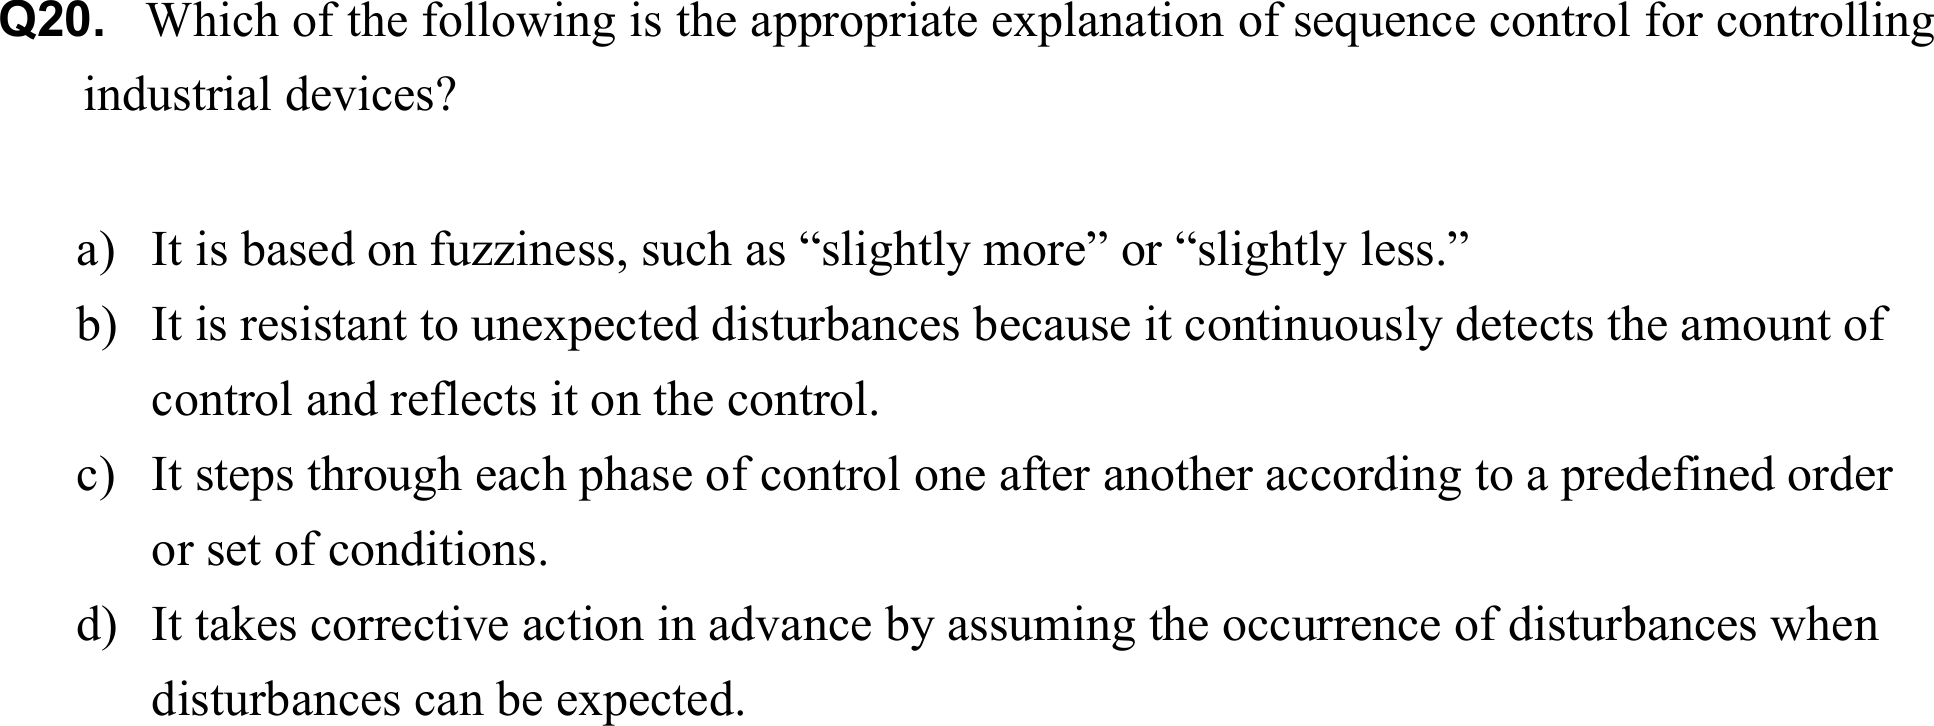 Q20. Which of the following is the appropriate explanation of sequence control for controlling
industrial devices?
a) It is based on fuzziness, such as “slightly more” or “slightly less.”
b) It is resistant to unexpected disturbances because it continuously detects the amount of
control and reflects it on the control.
c) It steps through each phase of control one after another according to a predefined order
or set of conditions.
d) It takes corrective action in advance by assuming the occurrence of disturbances when
disturbances can be expected.